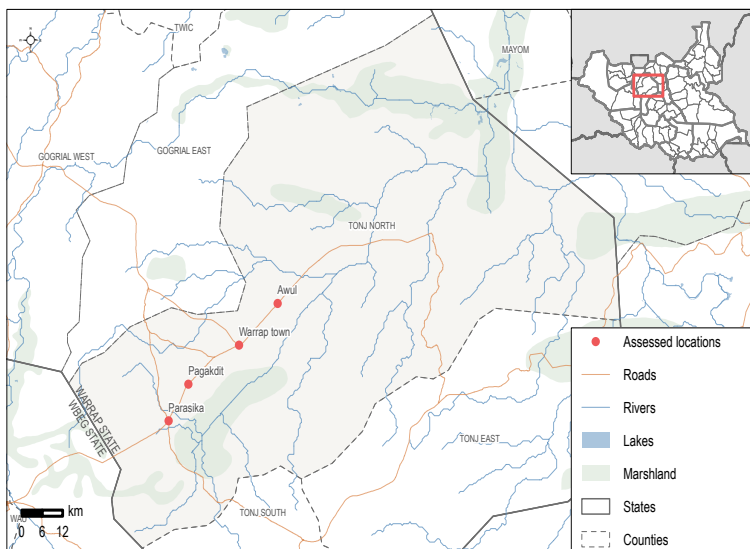 TWIC
MAYOM
GOGRIAL WEST
GOGRIAL EAST
TONJ NORTH
Awul
Warrap town
Pagakdit
Parasika
WARRAP STATE
WBEG STATE
TONJ EAST
TONJ SOUTH
WAU
km
0 6 12
Assessed locations
Roads
Rivers
Lakes
Marshland
States
Counties